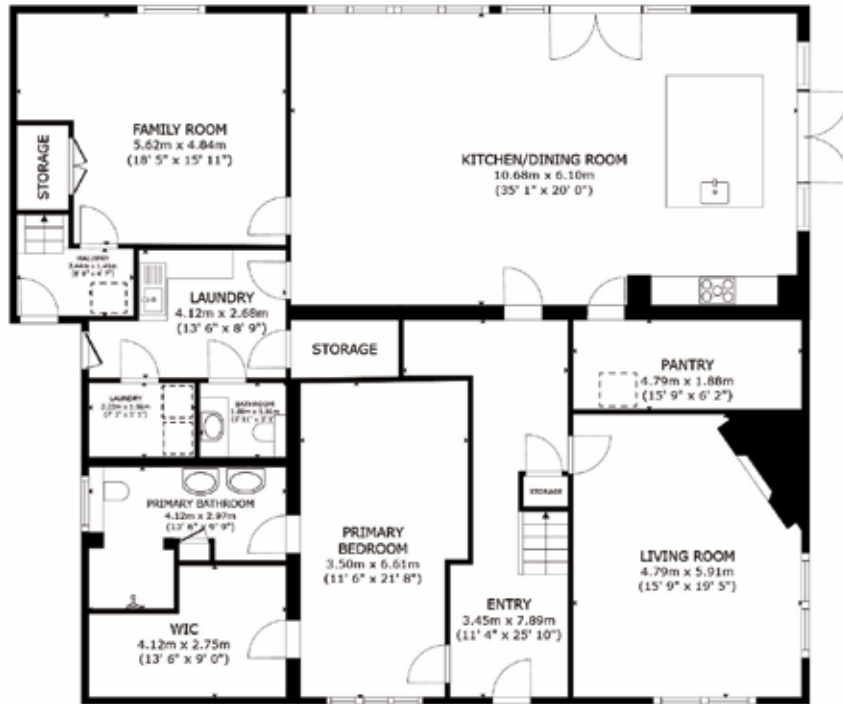 FAMILY ROOM
5.62m x 4.84m
(18' 5" x 15' 11")
STORAGE
KITCHEN/DINING ROOM
10.68m x 6.10m
(35' 1" x 20' 0")
HALLWAY
LAUNDRY
4.12m x 2.68m
(13' 6" x 8' 9")
STORAGE
PANTRY
4.79m x 1.88m
(15' 9" x 6' 2")
LAUNDRY
BATHROOM
PRIMARY BATHROOM
4.12m x 2.97m
(13' 6" x 9' 9")
STORAGE
PRIMARY
BEDROOM
3.50m x 6.61m
(11' 6" x 21' 8")
LIVING ROOM
4.79m x 5.91m
(15' 9" x 19' 5")
ENTRY
3.45m x 7.89m
(11' 4" x 25' 10")
WIC
4.12m x 2.75m
(13' 6" x 9' 0")